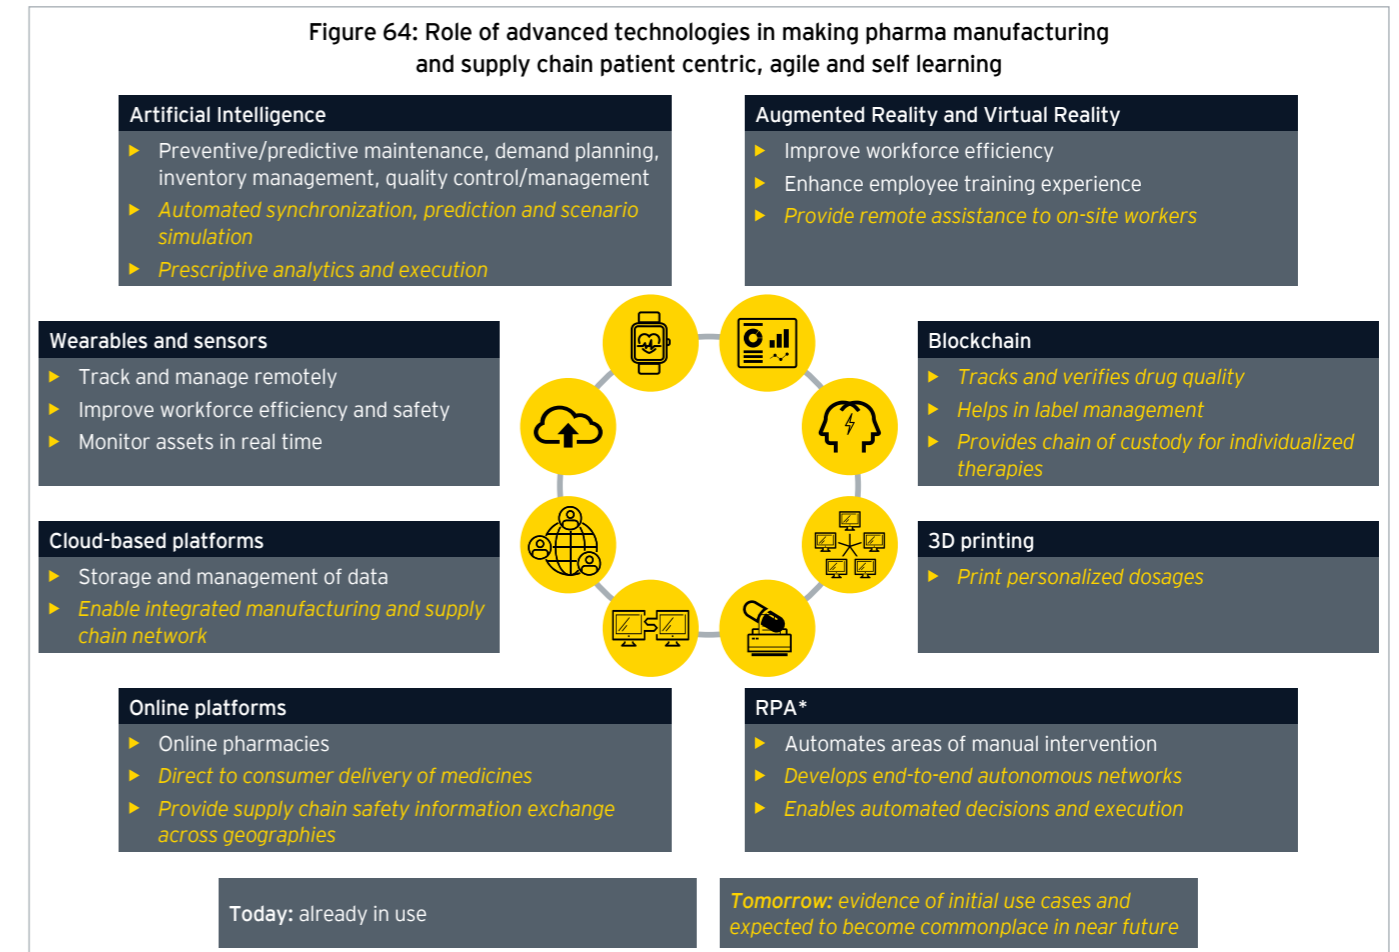 Figure 64: Role of advanced technologies in making pharma manufacturing
and supply chain patient centric, agile and self learning
Artificial Intelligence
Preventive/predictive maintenance, demand planning,
inventory management, quality control/management
Automated synchronization, prediction and scenario
simulation
Prescriptive analytics and execution
Augmented Reality and Virtual Reality
Improve workforce efficiency
Enhance employee training experience
Provide remote assistance to on-site workers
Wearables and sensors
Track and manage remotely
Improve workforce efficiency and safety
Monitor assets in real time
Blockchain
Tracks and verifies drug quality
Helps in label management
Provides chain of custody for individualized
therapies
Cloud-based platforms
Storage and management of data
Enable integrated manufacturing and supply
chain network
3D printing
Print personalized dosages
Online platforms
Online pharmacies
Direct to consumer delivery of medicines
Provide supply chain safety information exchange
across geographies
RPA*
Automates areas of manual intervention
Develops end-to-end autonomous networks
Enables automated decisions and execution
Today: already in use
Tomorrow: evidence of initial use cases and
expected to become commonplace in near future